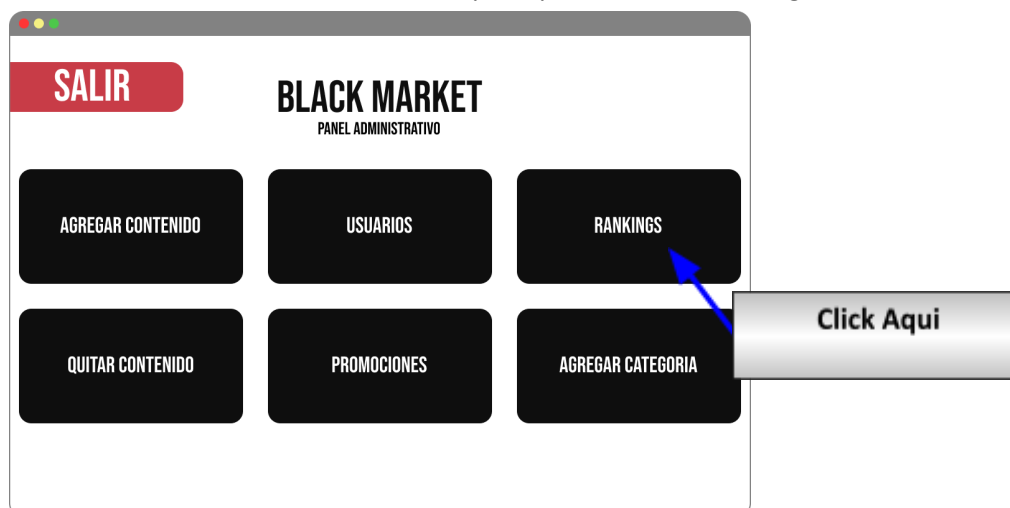 SALIR
BLACK MARKET
PANEL ADMINISTRATIVO
AGREGAR CONTENIDO
USUARIOS
RANKINGS
Click Aqui
QUITAR CONTENIDO
PROMOCIONES
AGREGAR CATEGORIA